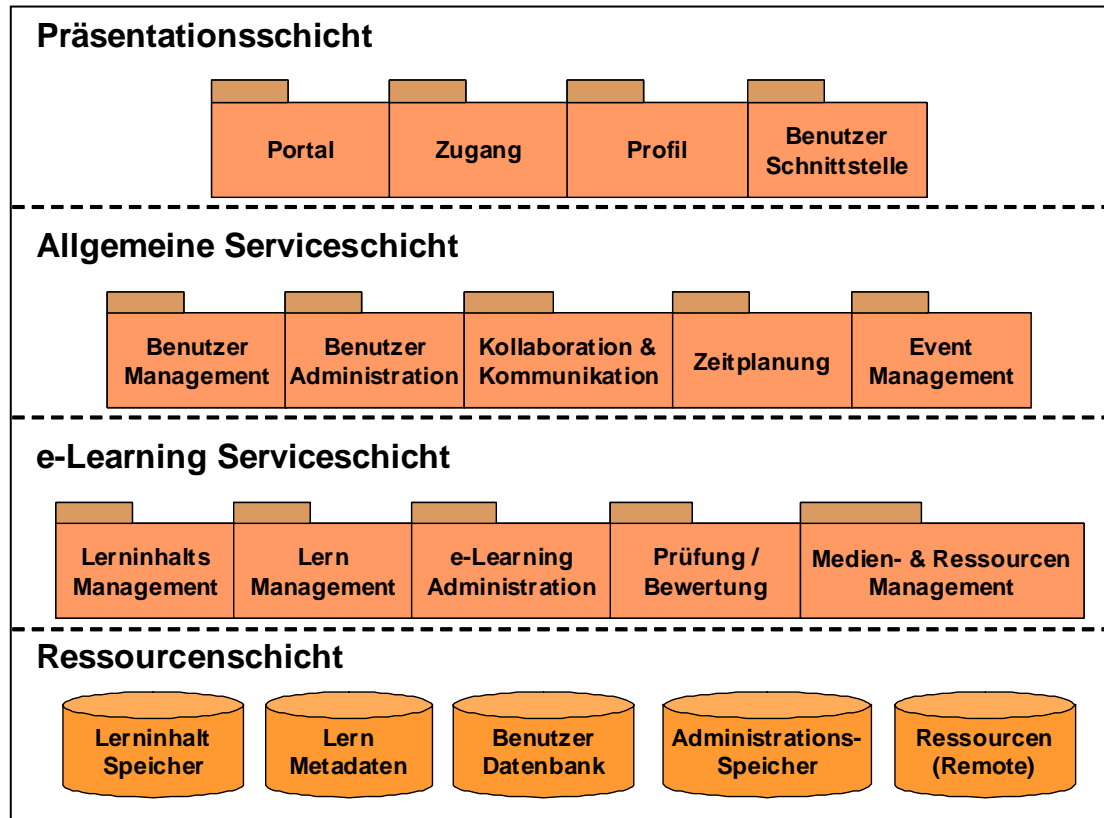 Präsentationsschicht
Portal
Zugang
Profil
Benutzer
Schnittstelle
Allgemeine Serviceschicht
Benutzer
Management
Benutzer
Administration
Kollaboration &
Kommunikation
Zeitplanung
Event
Management
e-Learning Serviceschicht
Lerninhalts
Management
Lern
Management
e-Learning
Administration
Prüfung /
Bewertung
Medien- & Ressourcen
Management
Ressourcenschicht
Lerninhalt
Speicher
Lern
Metadaten
Benutzer
Datenbank
Administrations-
Speicher
Ressourcen
(Remote)